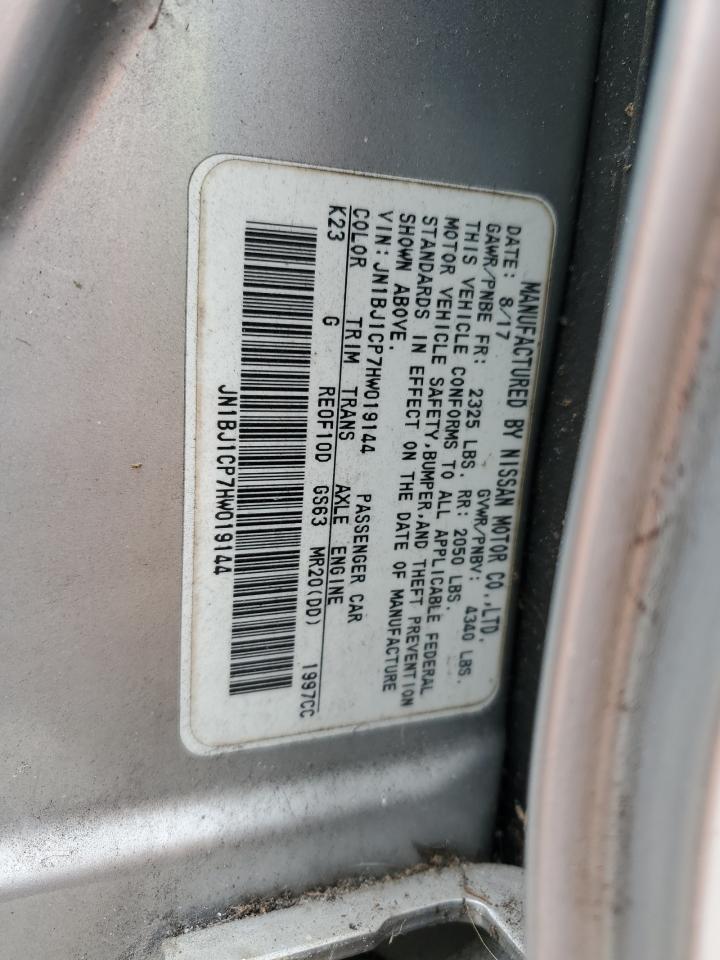 MANUFACTURED BY NISSAN MOTOR CO.,LTD.
DATE: 8/17 GVWR/PNBV: 4340 LBS.
GAWR/PNBE FR: 2325 LBS. RR: 2050 LBS.
THIS VEHICLE CONFORMS TO ALL APPLICABLE FEDERAL
MOTOR VEHICLE SAFETY,BUMPER,AND THEFT PREVENTION
STANDARDS IN EFFECT ON THE DATE OF MANUFACTURE
SHOWN ABOVE.
VIN:JN1BJ1CP7HW019144 PASSENGER CAR
COLOR TRIM TRANS AXLE ENGINE
K23 G RE0F10D GS63 MR20(DD) 1997CC
JN1BJ1CP7HW019144